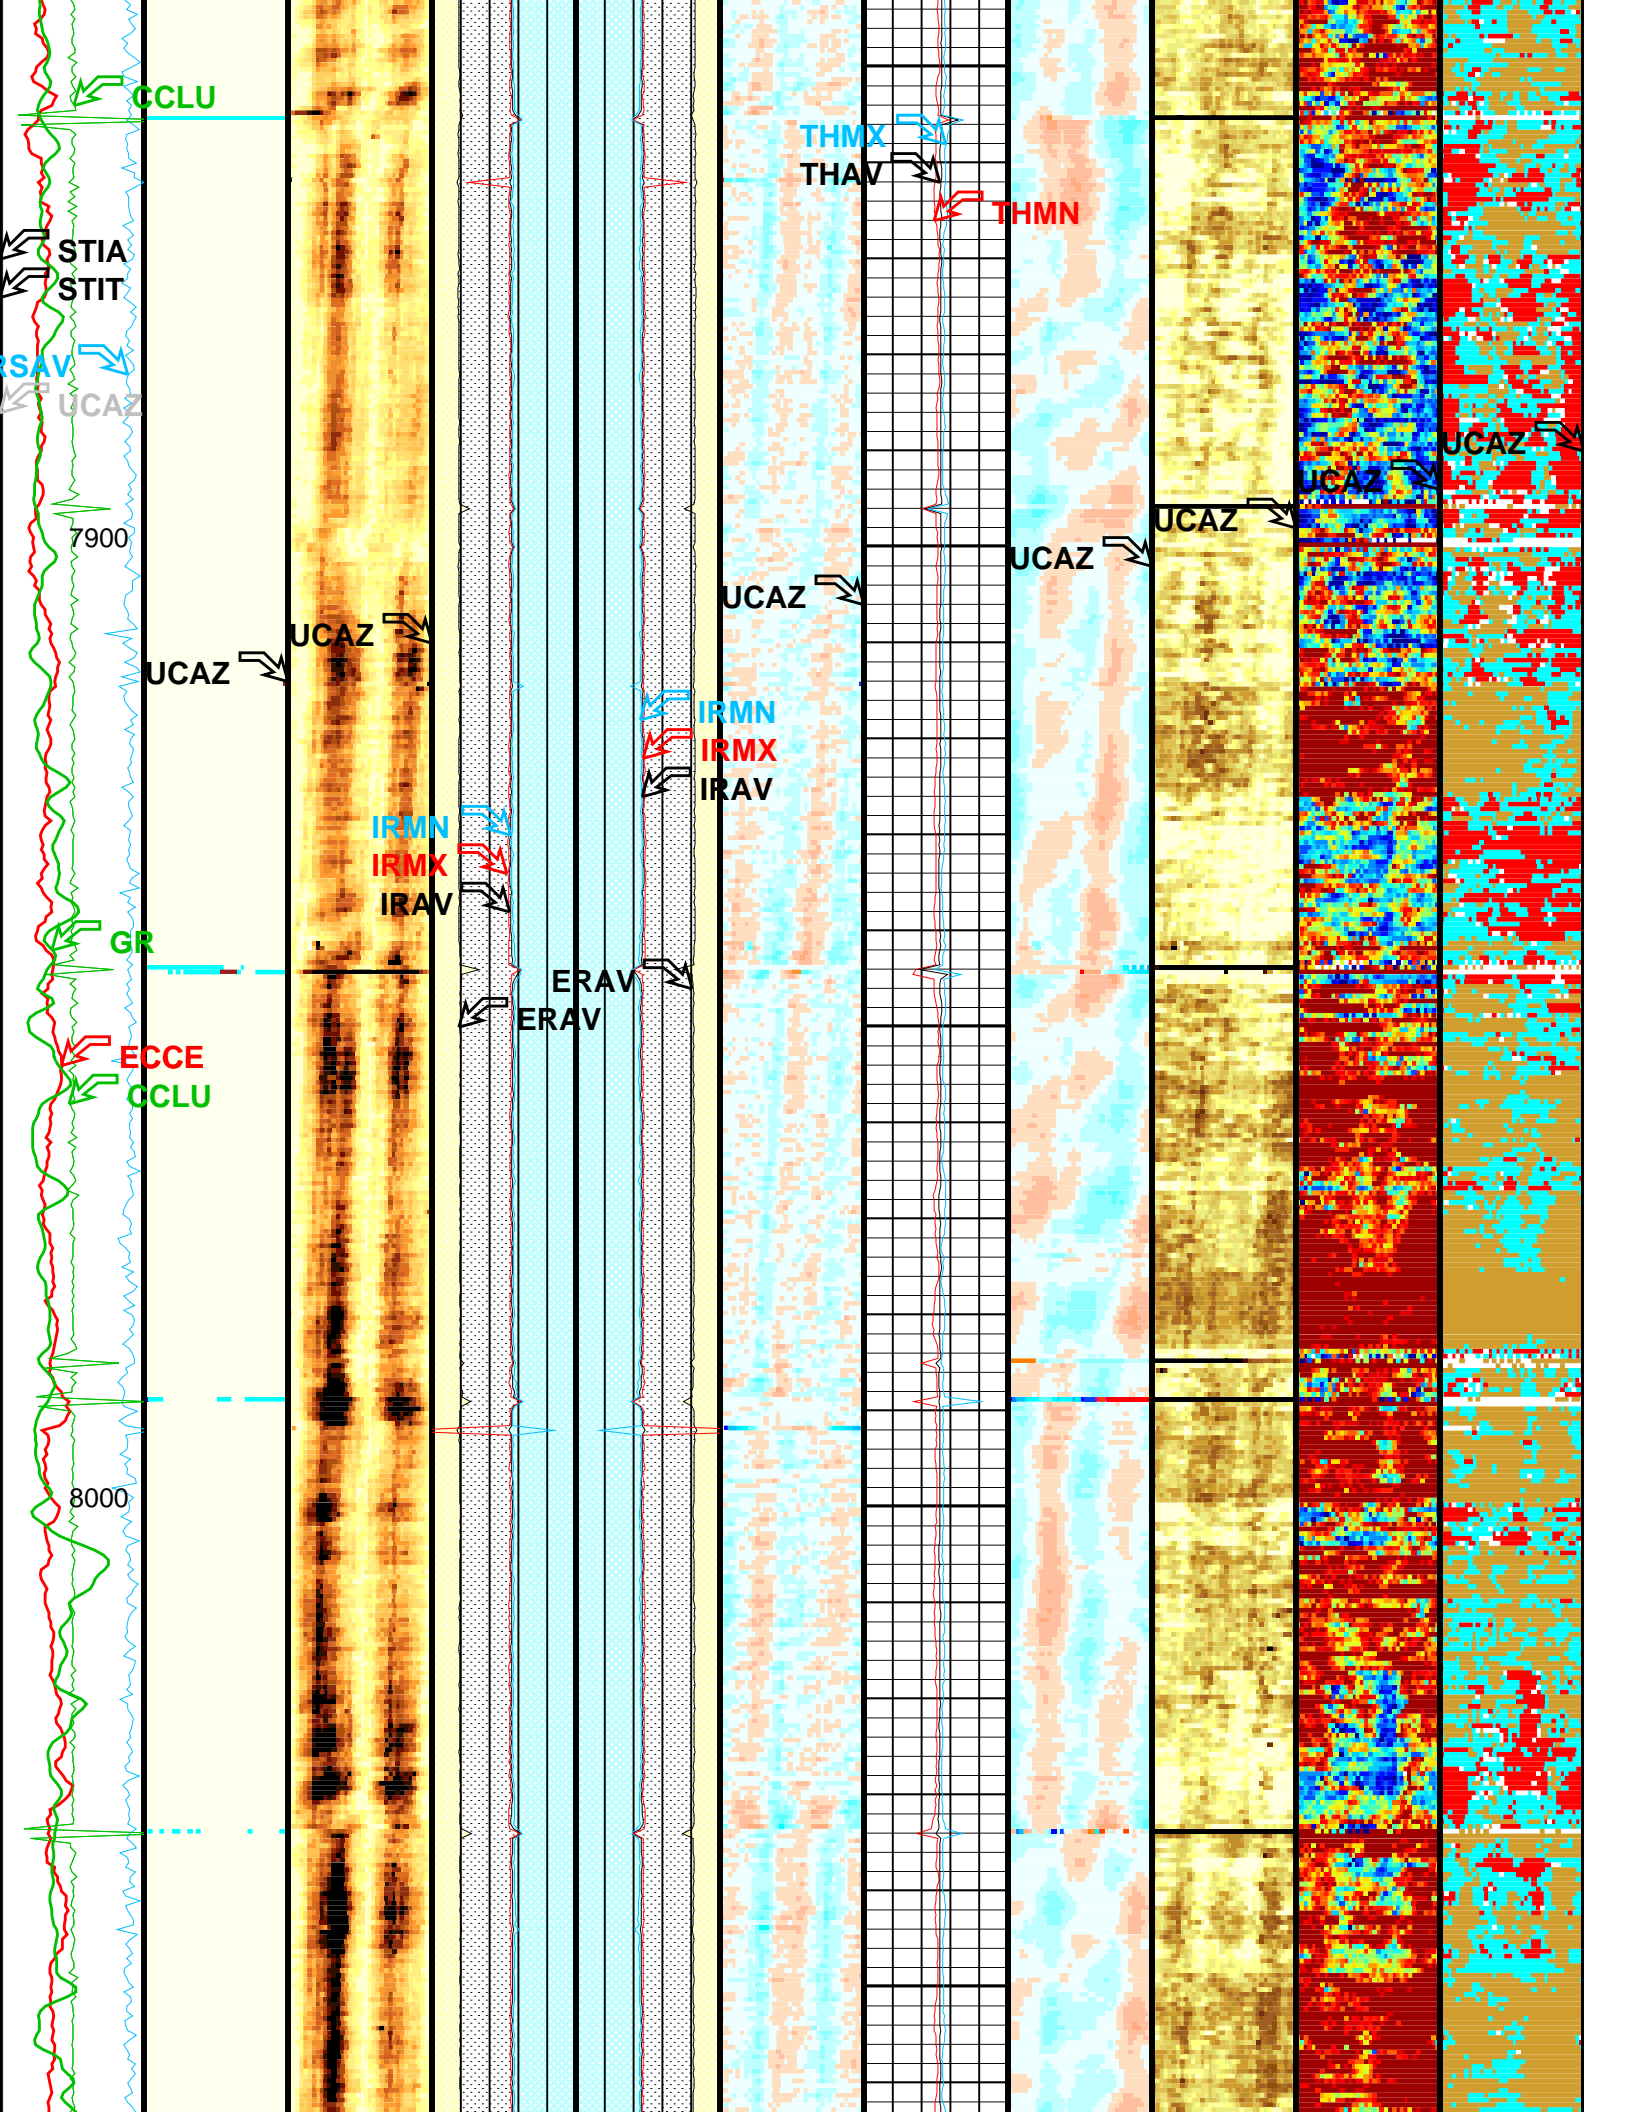 CCLU
THMX
THAV
THMN
STIA
STIT
RSAV
UCAZ
UCAZ
UCAZ
UCAZ
7900
UCAZ
UCAZ
UCAZ
UCAZ
IRMN
IRMX
IRAV
IRMN
IRMX
IRAV
GR
ERAV
ERAV
ECCE
CCLU
8000